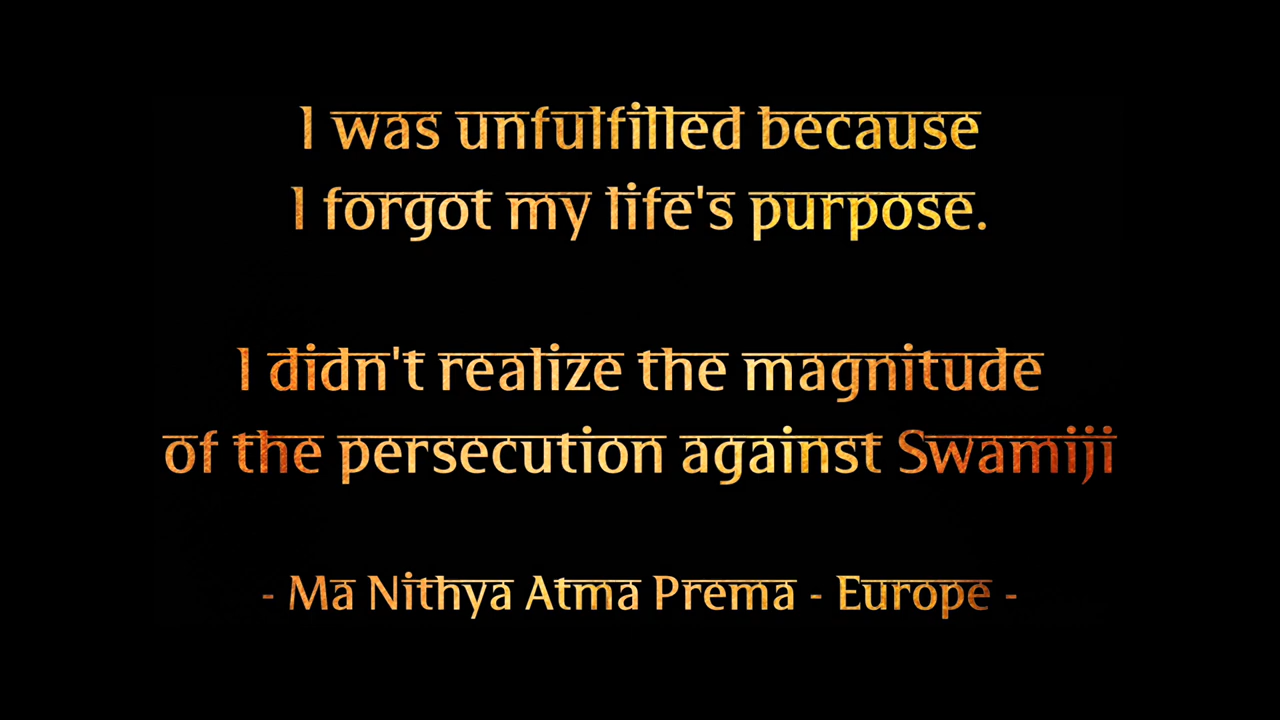 I was unfulfilled because
I forgot my life's purpose.
I didn't realize the magnitude
of the persecution against Swamiji
- Ma Nithya Atma Prema - Europe -